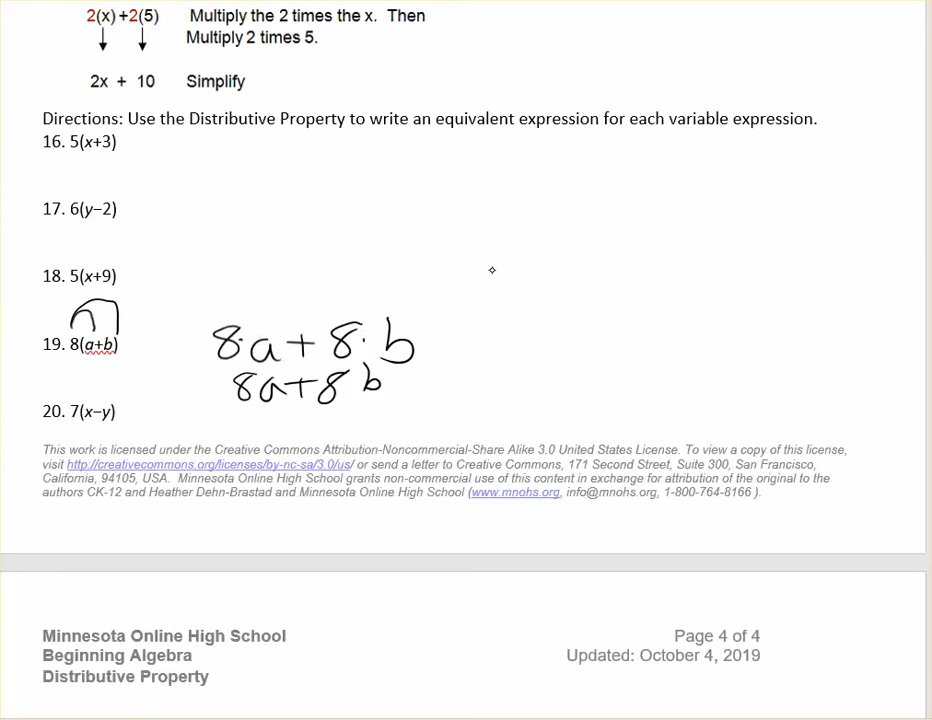 2(x) +2(5) Multiply the 2 times the x. Then
Multiply 2 times 5.
2x + 10 Simplify
Directions: Use the Distributive Property to write an equivalent expression for each variable expression.
16. 5(x+3)
17. 6(y−2)
18. 5(x+9)
19. 8(a+b) 8·a + 8·b
8a+8b
20. 7(x−y)
This work is licensed under the Creative Commons Attribution-Noncommercial-Share Alike 3.0 United States License. To view a copy of this license,
visit http://creativecommons.org/licenses/by-nc-sa/3.0/us/ or send a letter to Creative Commons, 171 Second Street, Suite 300, San Francisco,
California, 94105, USA. Minnesota Online High School grants non-commercial use of this content in exchange for attribution of the original to the
authors CK-12 and Heather Dehn-Brastad and Minnesota Online High School (www.mnohs.org, info@mnohs.org, 1-800-764-8166 ).
Minnesota Online High School Page 4 of 4
Beginning Algebra Updated: October 4, 2019
Distributive Property